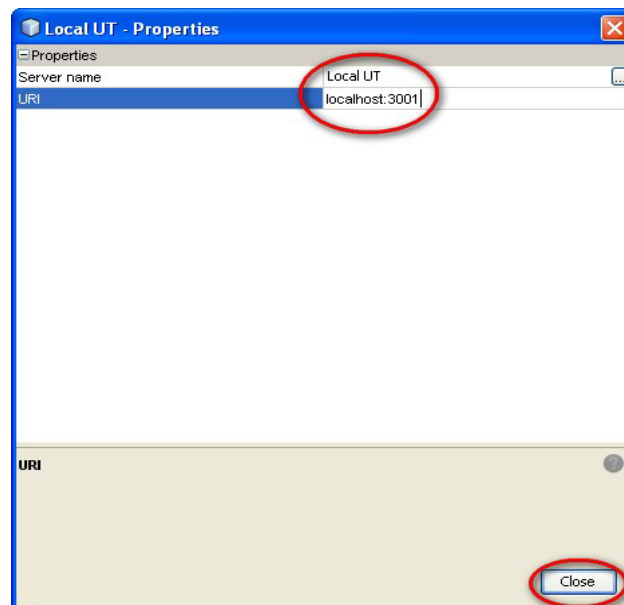 Local UT - Properties
Properties
Server name Local UT ...
URI localhost:3001
URI
Close